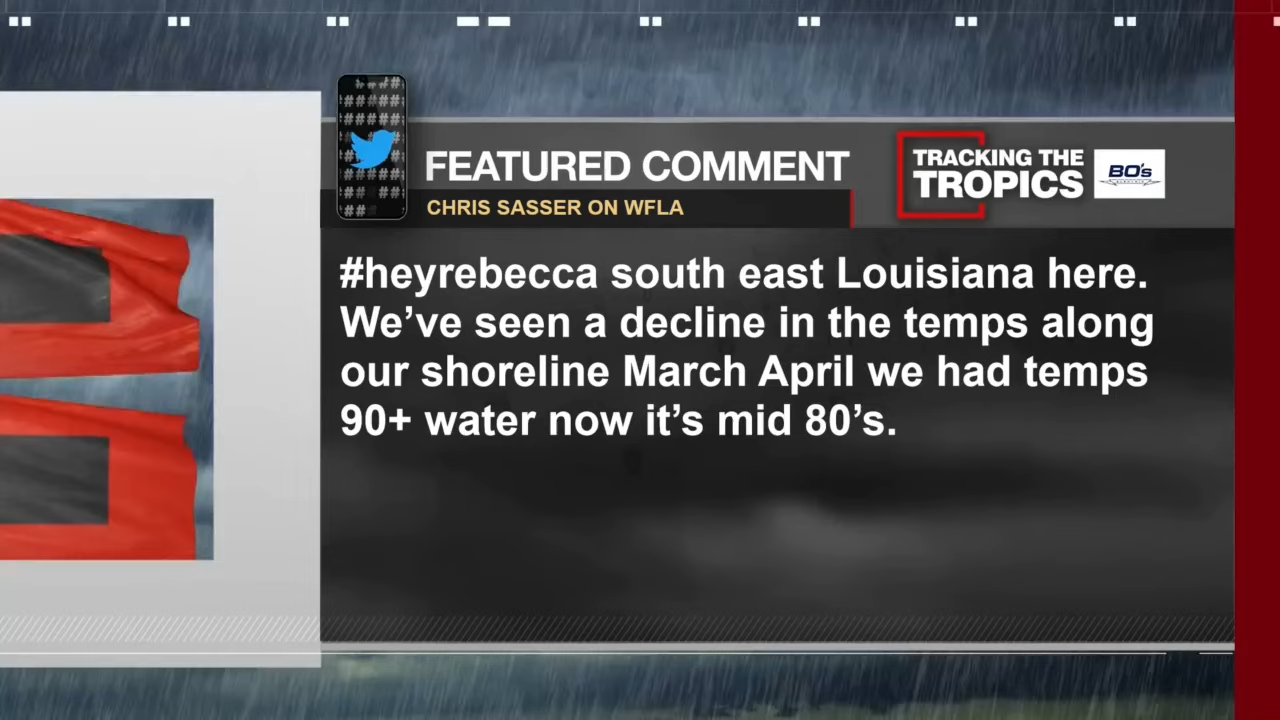 FEATURED COMMENT
CHRIS SASSER ON WFLA
TRACKING THE
TROPICS
BO's
#heyrebecca south east Louisiana here.
We’ve seen a decline in the temps along
our shoreline March April we had temps
90+ water now it’s mid 80’s.